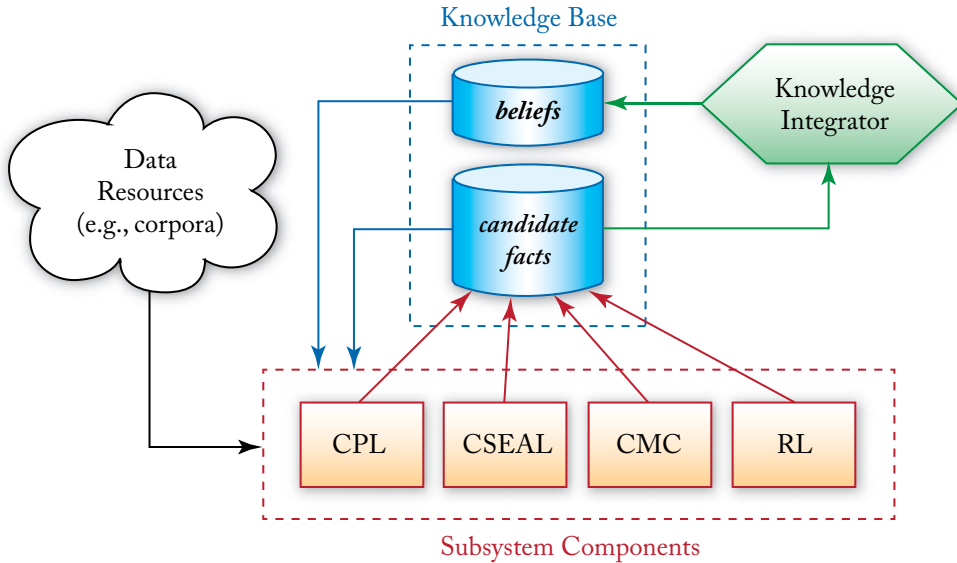 Knowledge Base
beliefs
Knowledge
Integrator
Data
Resources
(e.g., corpora)
candidate
facts
CPL
CSEAL
CMC
RL
Subsystem Components